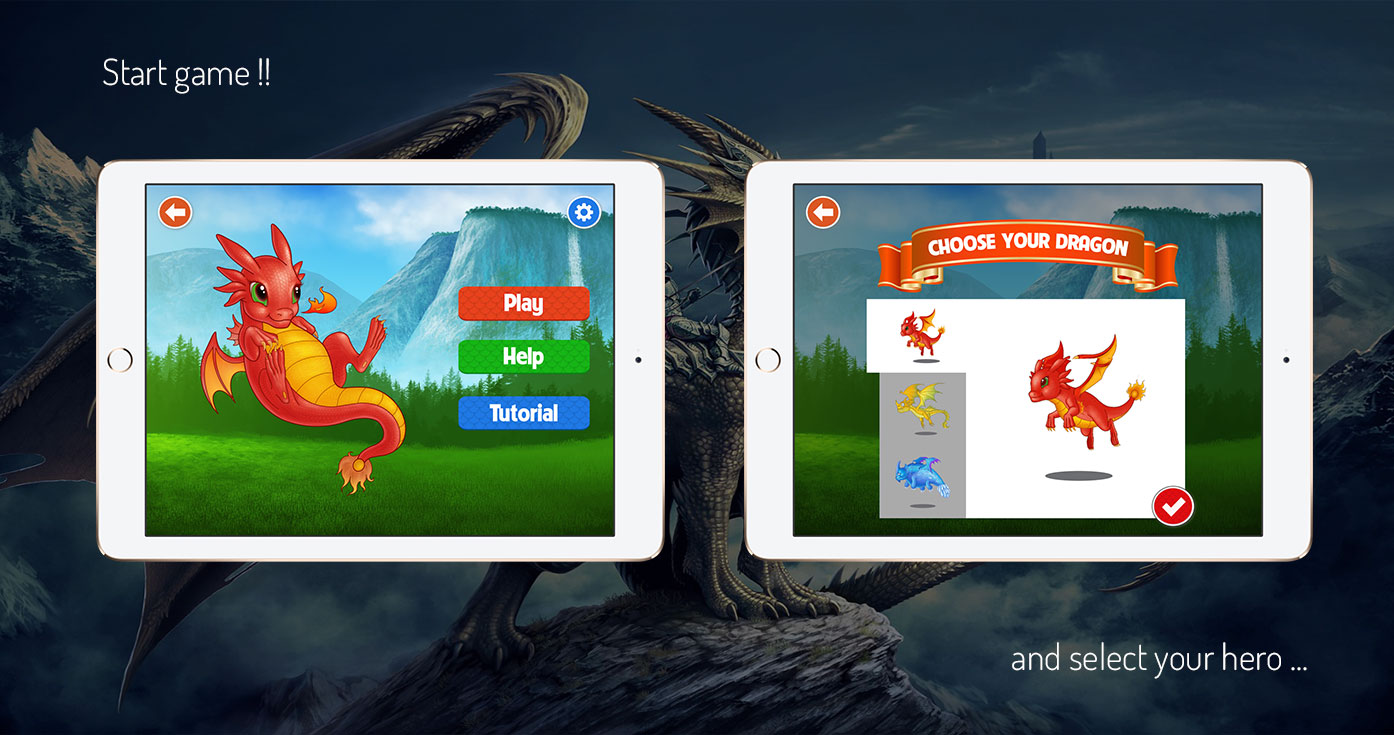 Start game !!
Play
Help
Tutorial
CHOOSE YOUR DRAGON
and select your hero ...